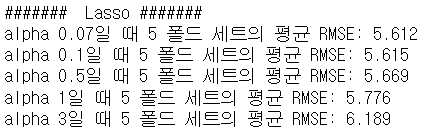 #######  Lasso #######
alpha 0.07일 때 5 폴드 세트의 평균 RMSE: 5.612
alpha 0.1일 때 5 폴드 세트의 평균 RMSE: 5.615
alpha 0.5일 때 5 폴드 세트의 평균 RMSE: 5.669
alpha 1일 때 5 폴드 세트의 평균 RMSE: 5.776
alpha 3일 때 5 폴드 세트의 평균 RMSE: 6.189